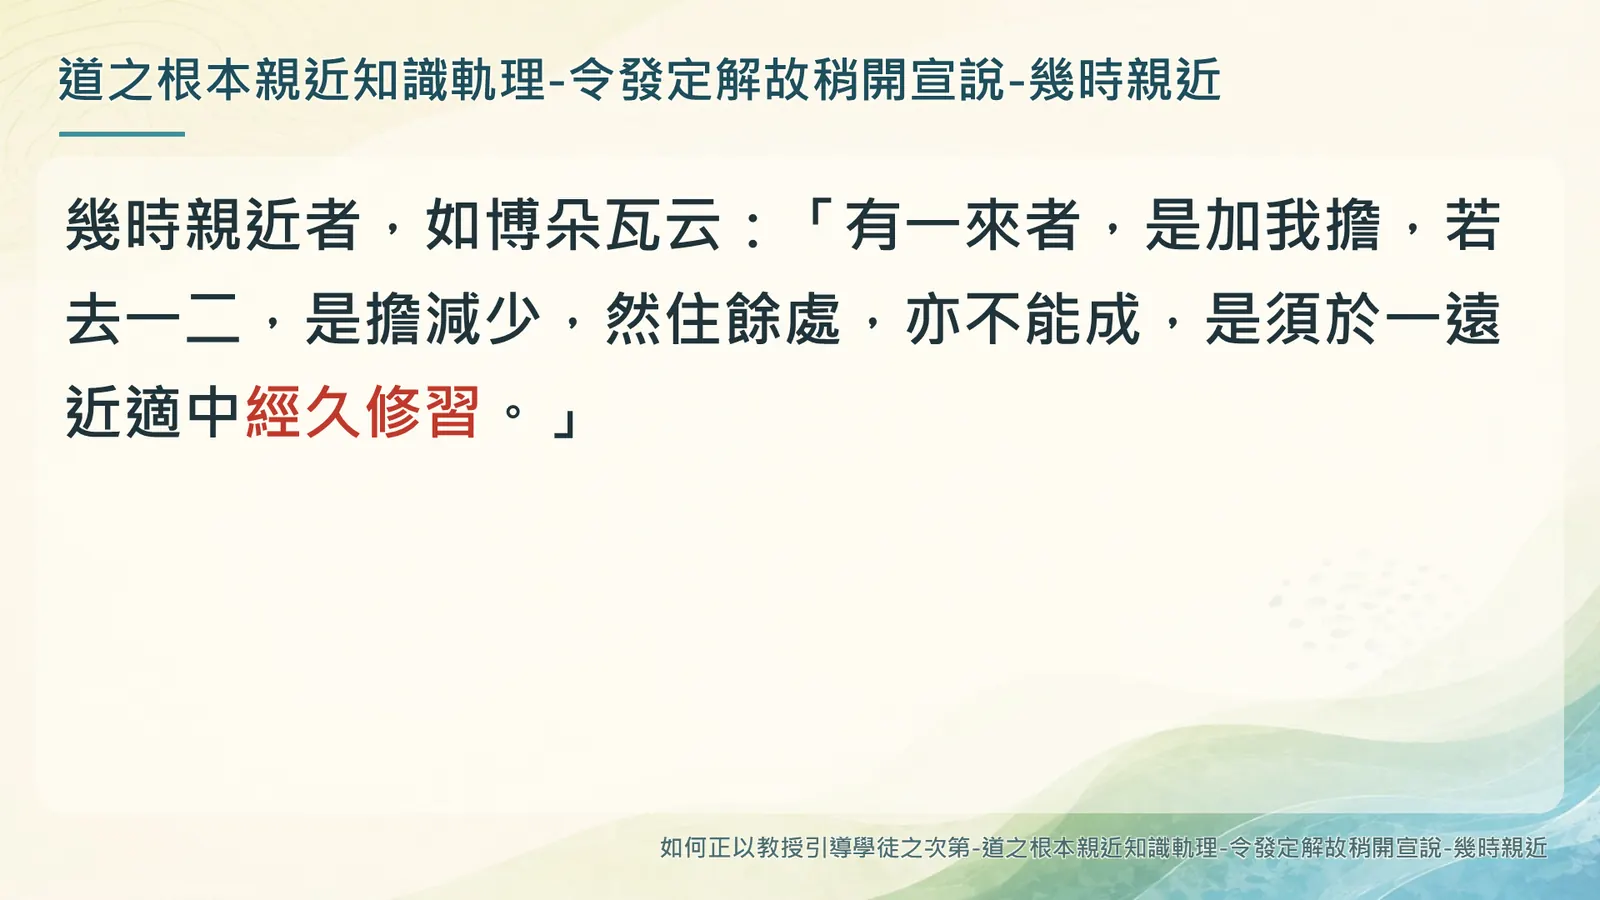 道之根本親近知識軌理-令發定解故稍開宣說-幾時親近
幾時親近者，如博朵瓦云：「有一來者，是加我擔，若
去一二，是擔減少，然住餘處，亦不能成，是須於一遠
近適中經久修習。」
如何正以教授引導學徒之次第-道之根本親近知識軌理-令發定解故稍開宣說-幾時親近